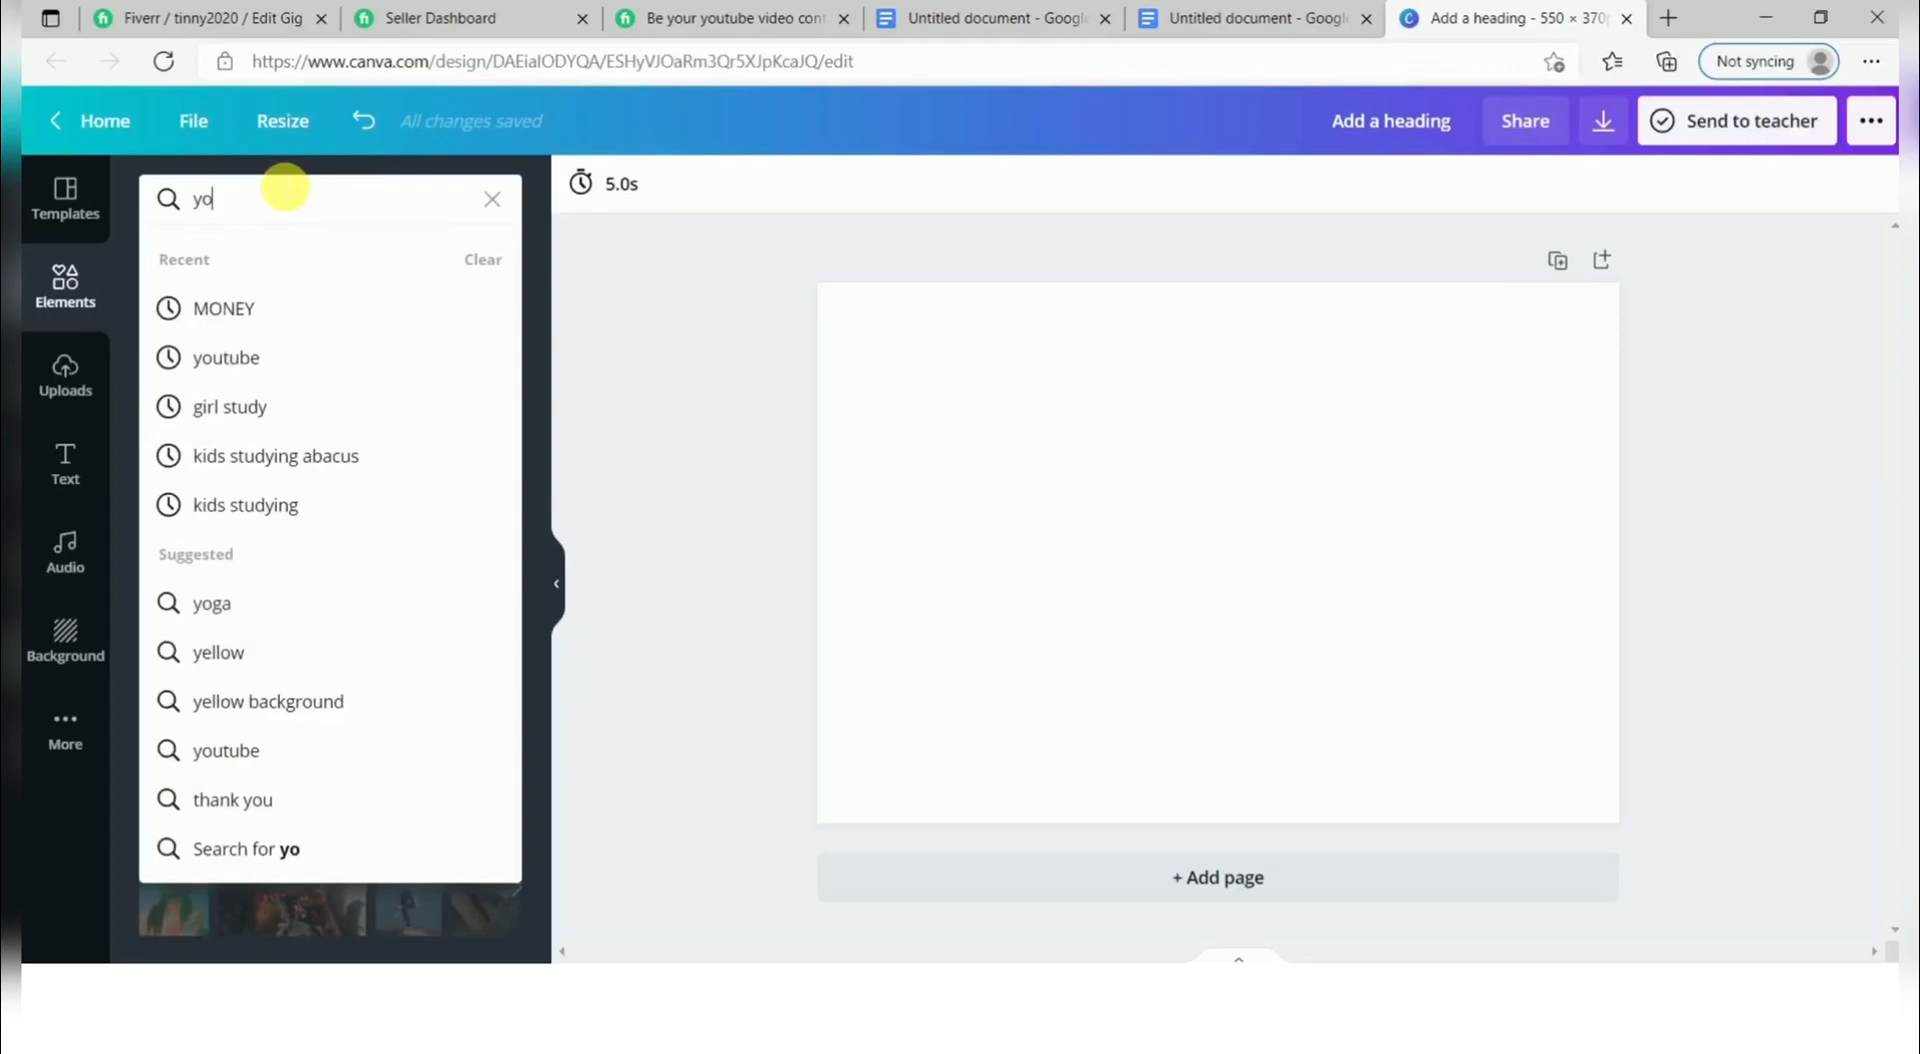 Fiverr / tinny2020 / Edit Gig
Seller Dashboard
Be your youtube video cont
Untitled document - Google
Untitled document - Google
Add a heading - 550 × 370p
https://www.canva.com/design/DAEialODYQA/ESHyVJOaRm3Qr5XJpKcaJQ/edit
Not syncing
Home
File
Resize
All changes saved
Add a heading
Share
Send to teacher
Templates
Elements
Uploads
Text
Audio
Background
More
yo
Recent
Clear
MONEY
youtube
girl study
kids studying abacus
kids studying
Suggested
yoga
yellow
yellow background
youtube
thank you
Search for yo
5.0s
+ Add page